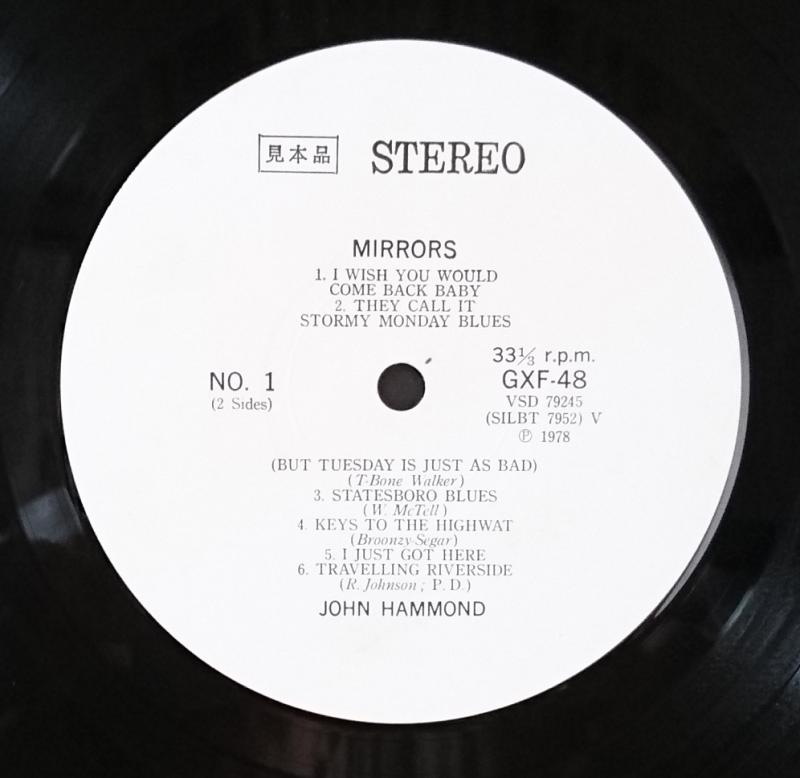 見本品 STEREO
MIRRORS
1. I WISH YOU WOULD
COME BACK BABY
2. THEY CALL IT
STORMY MONDAY BLUES
NO. 1
(2 Sides)
33⅓ r.p.m.
GXF-48
VSD 79245
(SILBT 7952) V
℗ 1978
(BUT TUESDAY IS JUST AS BAD)
(T-Bone Walker)
3. STATESBORO BLUES
(W. McTell)
4. KEYS TO THE HIGHWAT
(Broonzy-Segar)
5. I JUST GOT HERE
6. TRAVELLING RIVERSIDE
(R. Johnson ; P. D.)
JOHN HAMMOND